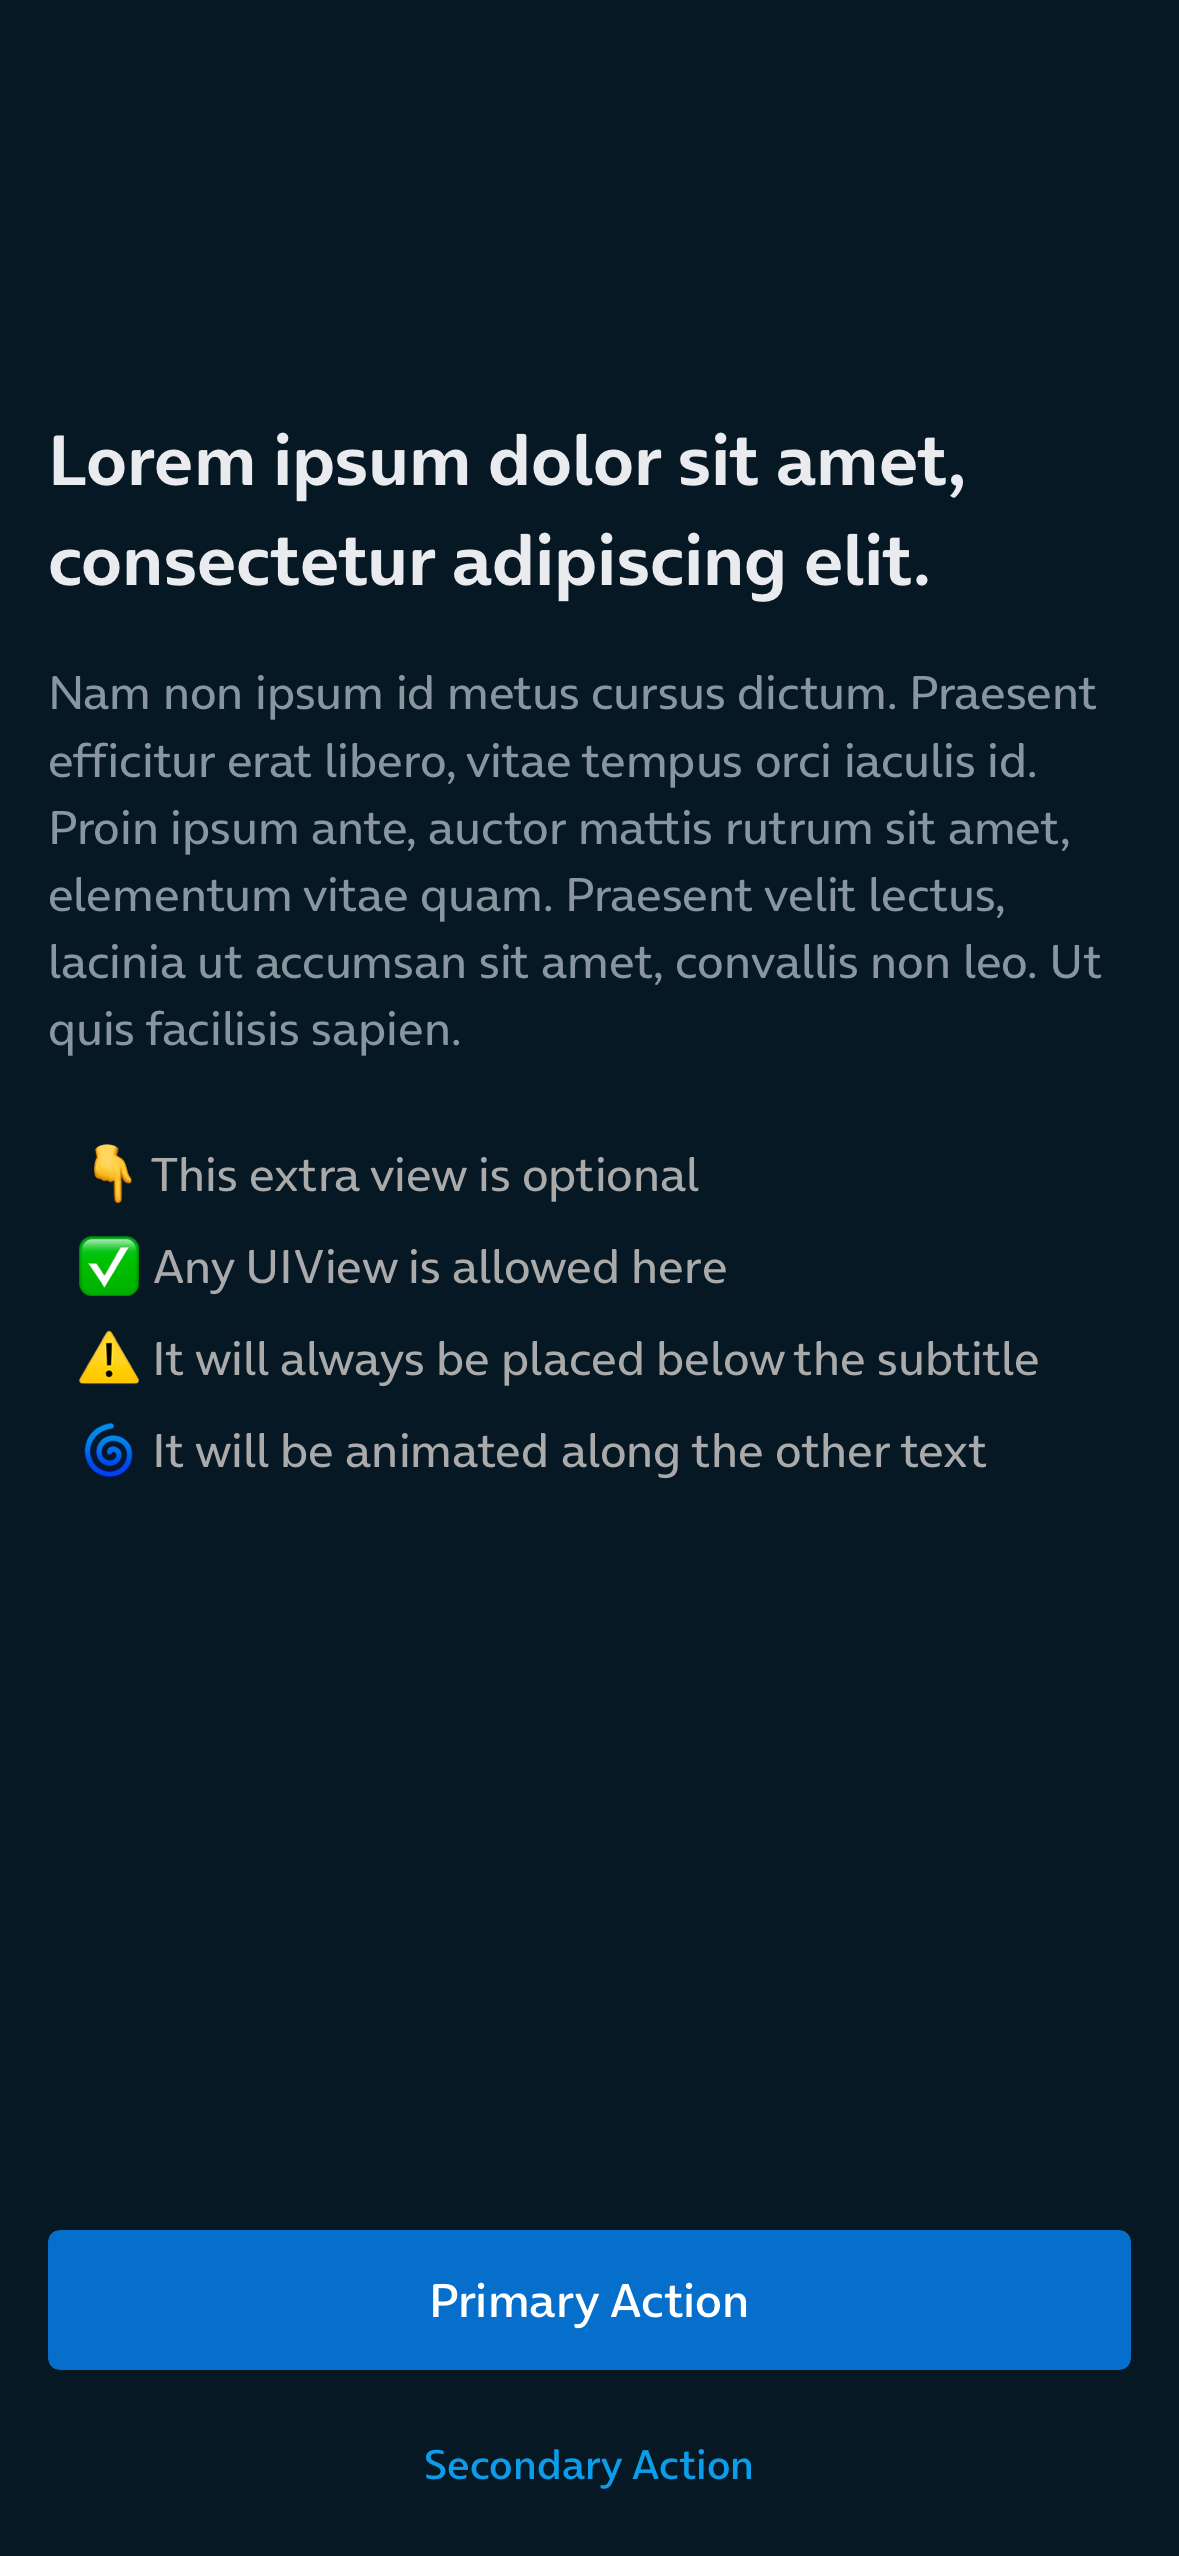 Lorem ipsum dolor sit amet,
consectetur adipiscing elit.
Nam non ipsum id metus cursus dictum. Praesent
efficitur erat libero, vitae tempus orci iaculis id.
Proin ipsum ante, auctor mattis rutrum sit amet,
elementum vitae quam. Praesent velit lectus,
lacinia ut accumsan sit amet, convallis non leo. Ut
quis facilisis sapien.
👇 This extra view is optional
✅ Any UIView is allowed here
⚠️ It will always be placed below the subtitle
🌀 It will be animated along the other text
Primary Action
Secondary Action